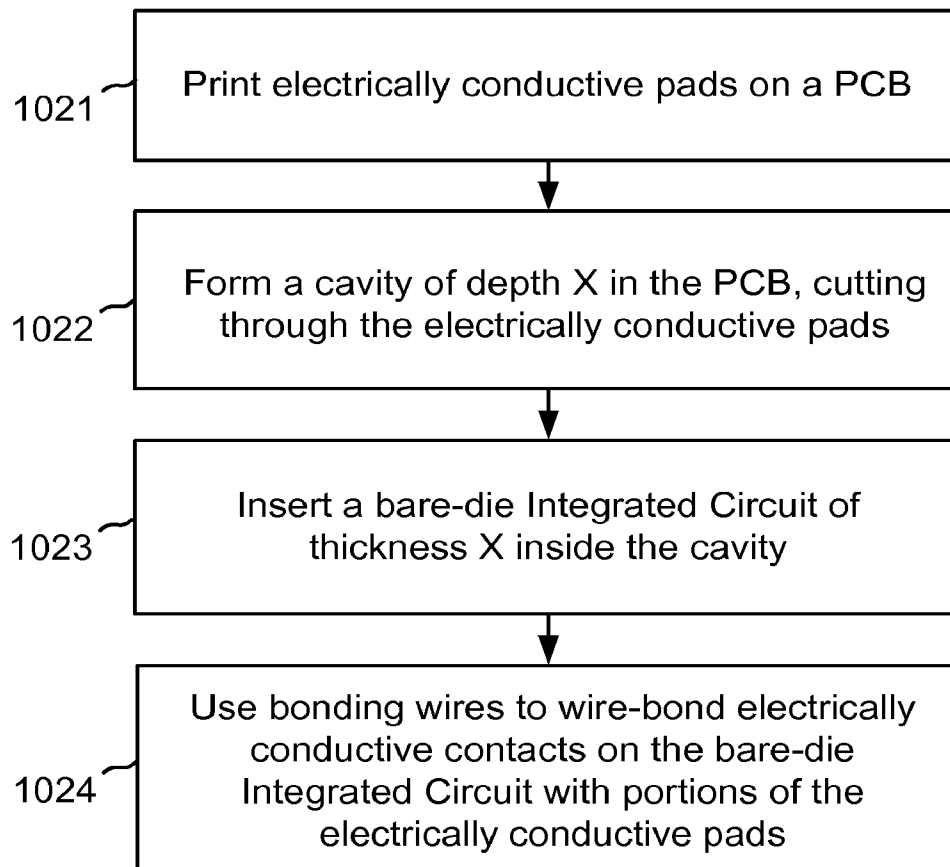 1021
Print electrically conductive pads on a PCB
1022
Form a cavity of depth X in the PCB, cutting
through the electrically conductive pads
1023
Insert a bare-die Integrated Circuit of
thickness X inside the cavity
1024
Use bonding wires to wire-bond electrically
conductive contacts on the bare-die
Integrated Circuit with portions of the
electrically conductive pads